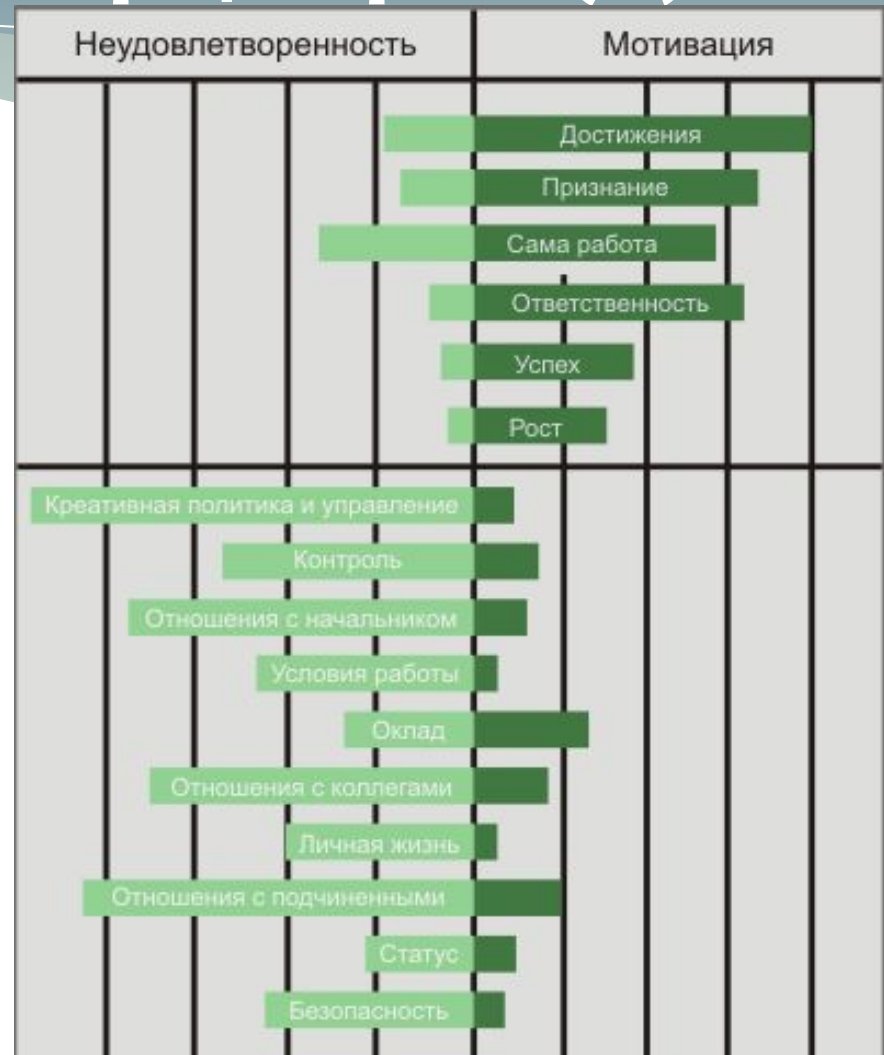 Неудовлетворенность
Мотивация
Достижения
Признание
Сама работа
Ответственность
Успех
Рост
Креативная политика и управление
Контроль
Отношения с начальником
Условия работы
Оклад
Отношения с коллегами
Личная жизнь
Отношения с подчиненными
Статус
Безопасность